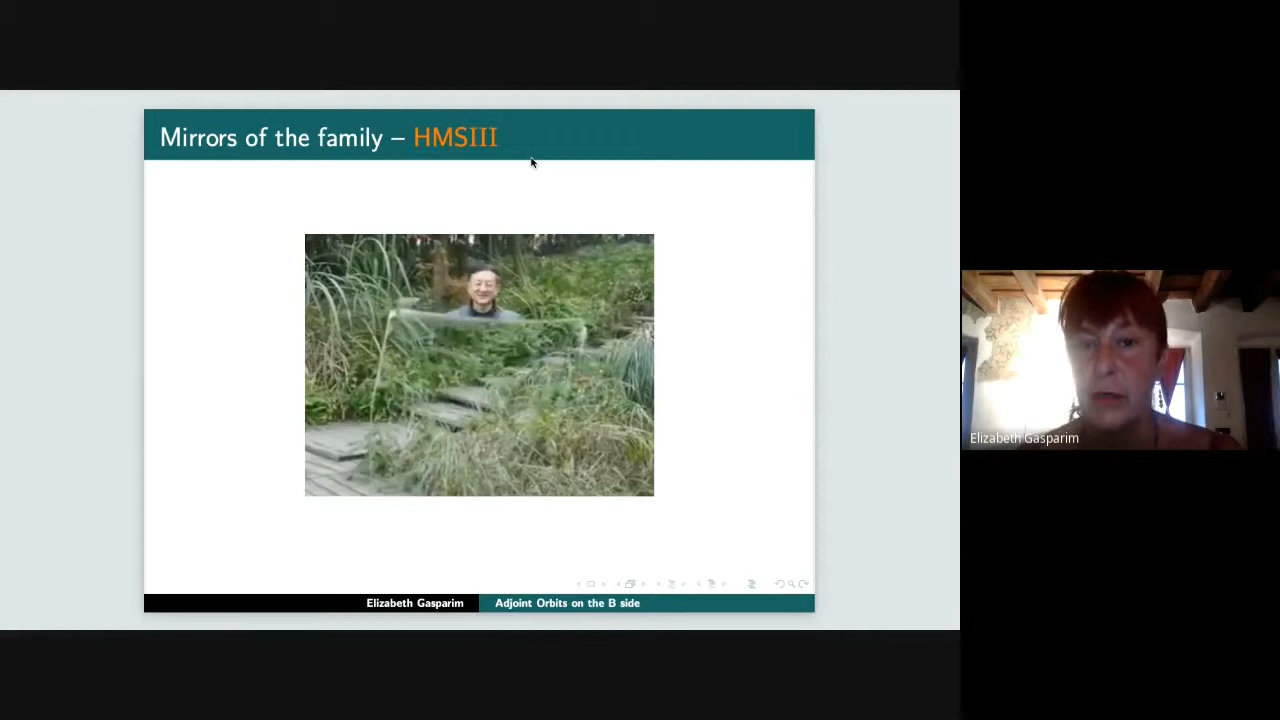 Mirrors of the family – HMSIII
Elizabeth Gasparim
Elizabeth Gasparim
Adjoint Orbits on the B side